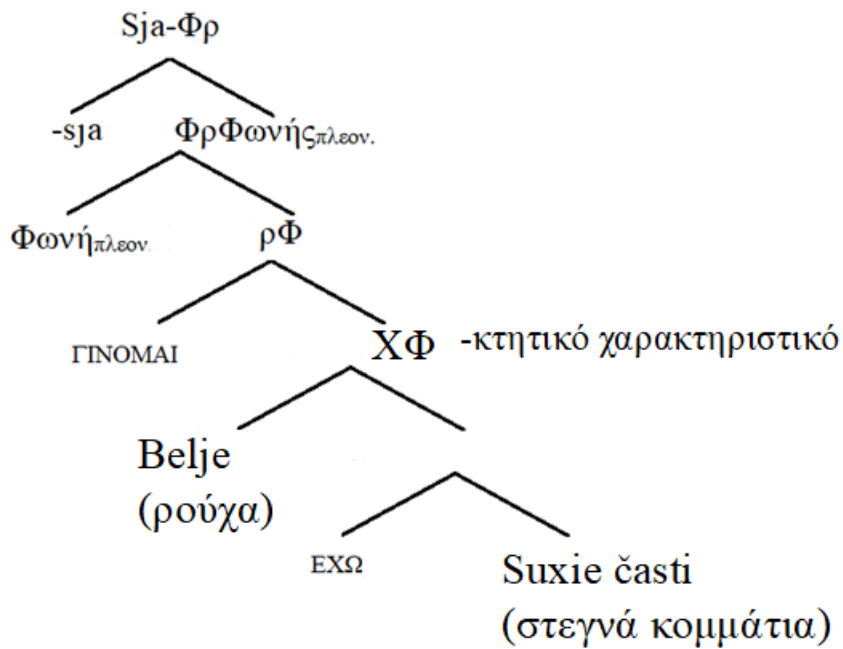 Sja-Φρ
-sja ΦρΦωνήςπλεον.
Φωνήπλεον. ρΦ
ΓΙΝΟΜΑΙ ΧΦ -κτητικό χαρακτηριστικό
Belje
(ρούχα)
ΕΧΩ Suxie časti
(στεγνά κομμάτια)